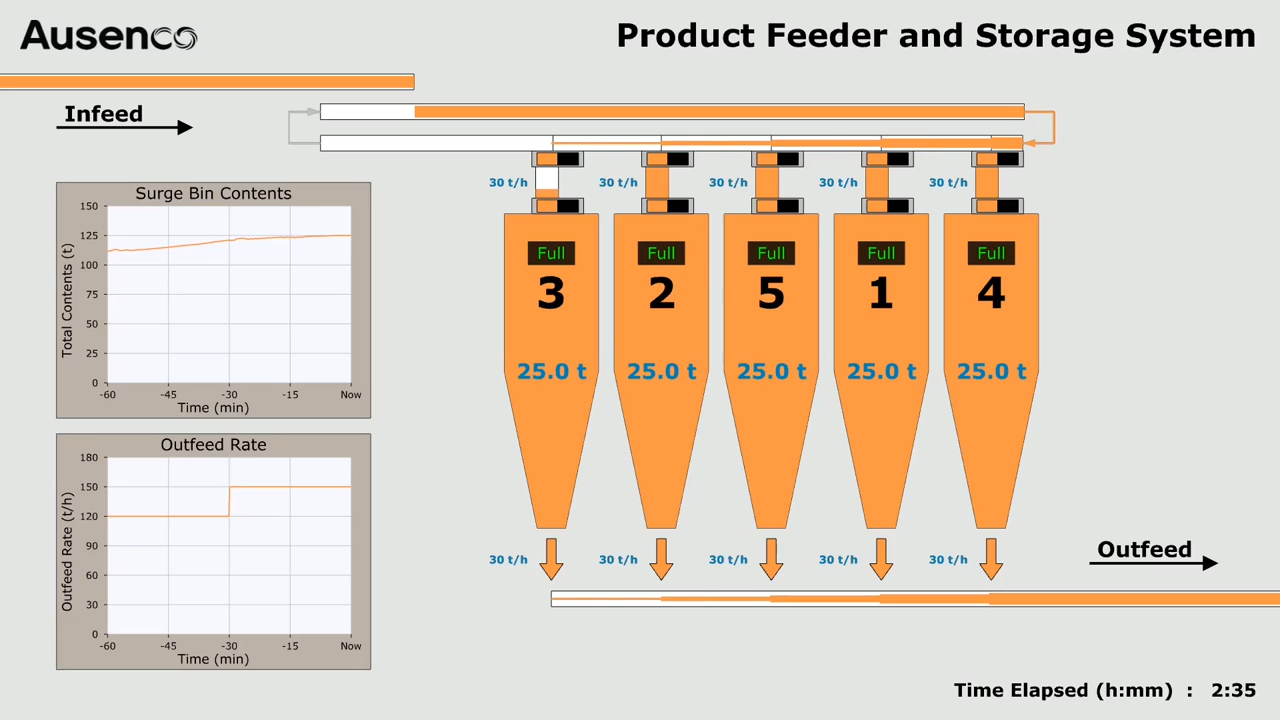 Ausenco
Product Feeder and Storage System
Infeed
30 t/h 30 t/h 30 t/h 30 t/h 30 t/h
Surge Bin Contents
150
125
100
75
50
25
0
Total Contents (t)
-60 -45 -30 -15 Now
Time (min)
Full Full Full Full Full
3 2 5 1 4
25.0 t 25.0 t 25.0 t 25.0 t 25.0 t
Outfeed Rate
180
150
120
90
60
30
0
Outfeed Rate (t/h)
-60 -45 -30 -15 Now
Time (min)
30 t/h 30 t/h 30 t/h 30 t/h 30 t/h
Outfeed
Time Elapsed (h:mm) : 2:35